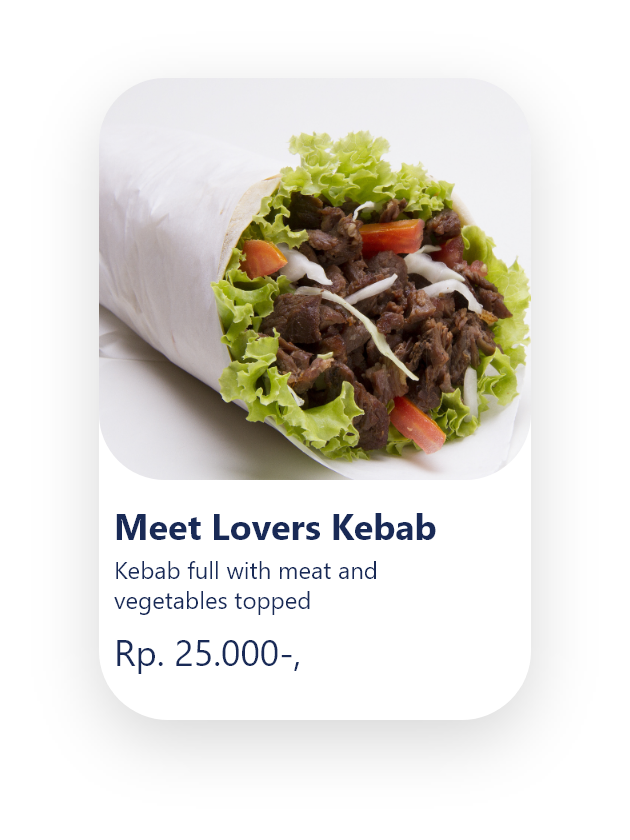 Meet Lovers Kebab
Kebab full with meat and
vegetables topped
Rp. 25.000-,